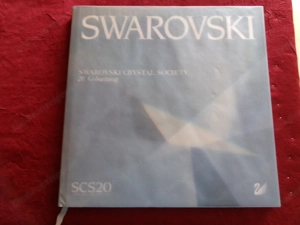 SWAROVSKI
SWAROVSKI CRYSTAL SOCIETY
20. Geburtstag
SCS20